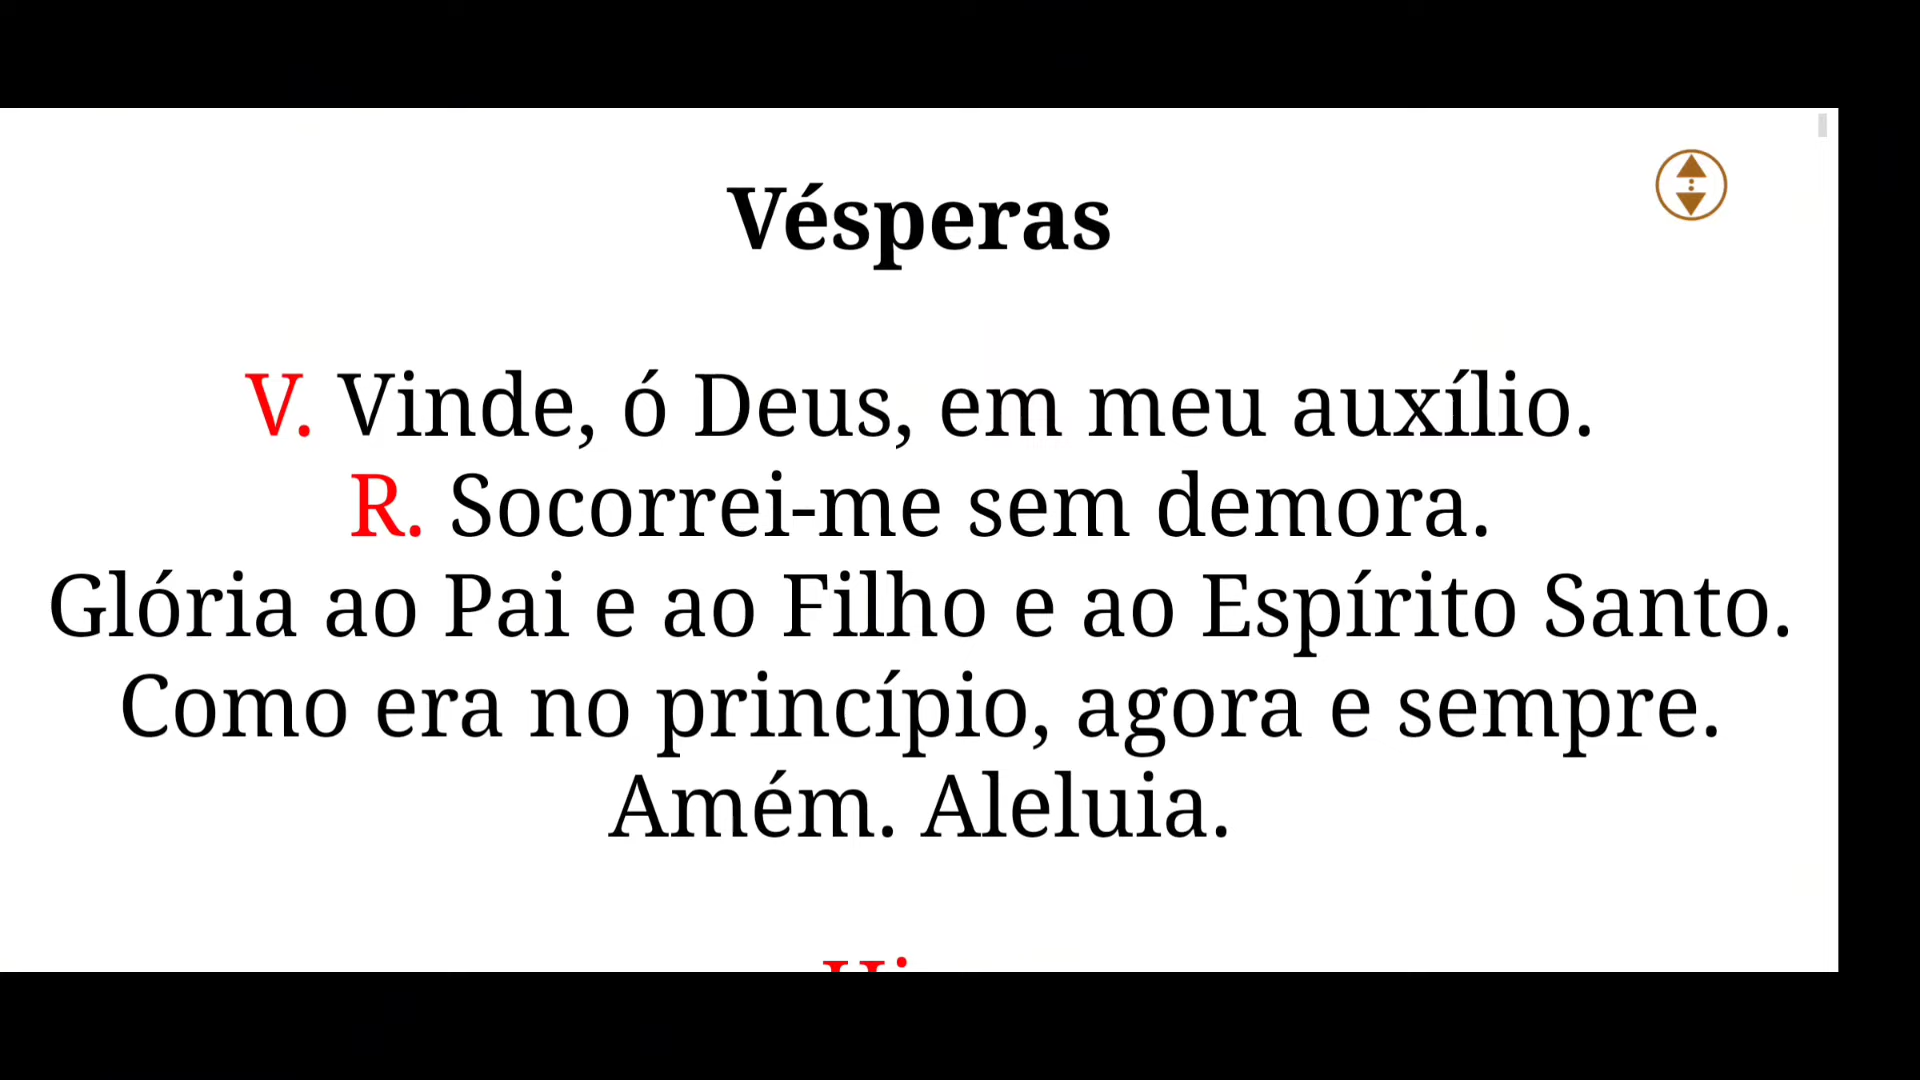 Vésperas
V. Vinde, ó Deus, em meu auxílio.
R. Socorrei-me sem demora.
Glória ao Pai e ao Filho e ao Espírito Santo.
Como era no princípio, agora e sempre.
Amém. Aleluia.